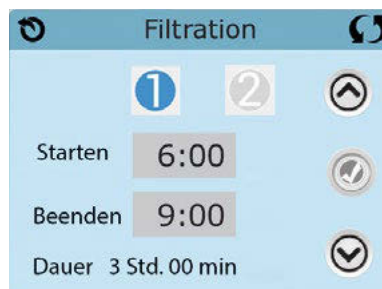 Filtration
1 2
Starten 6:00
Beenden 9:00
Dauer 3 Std. 00 min